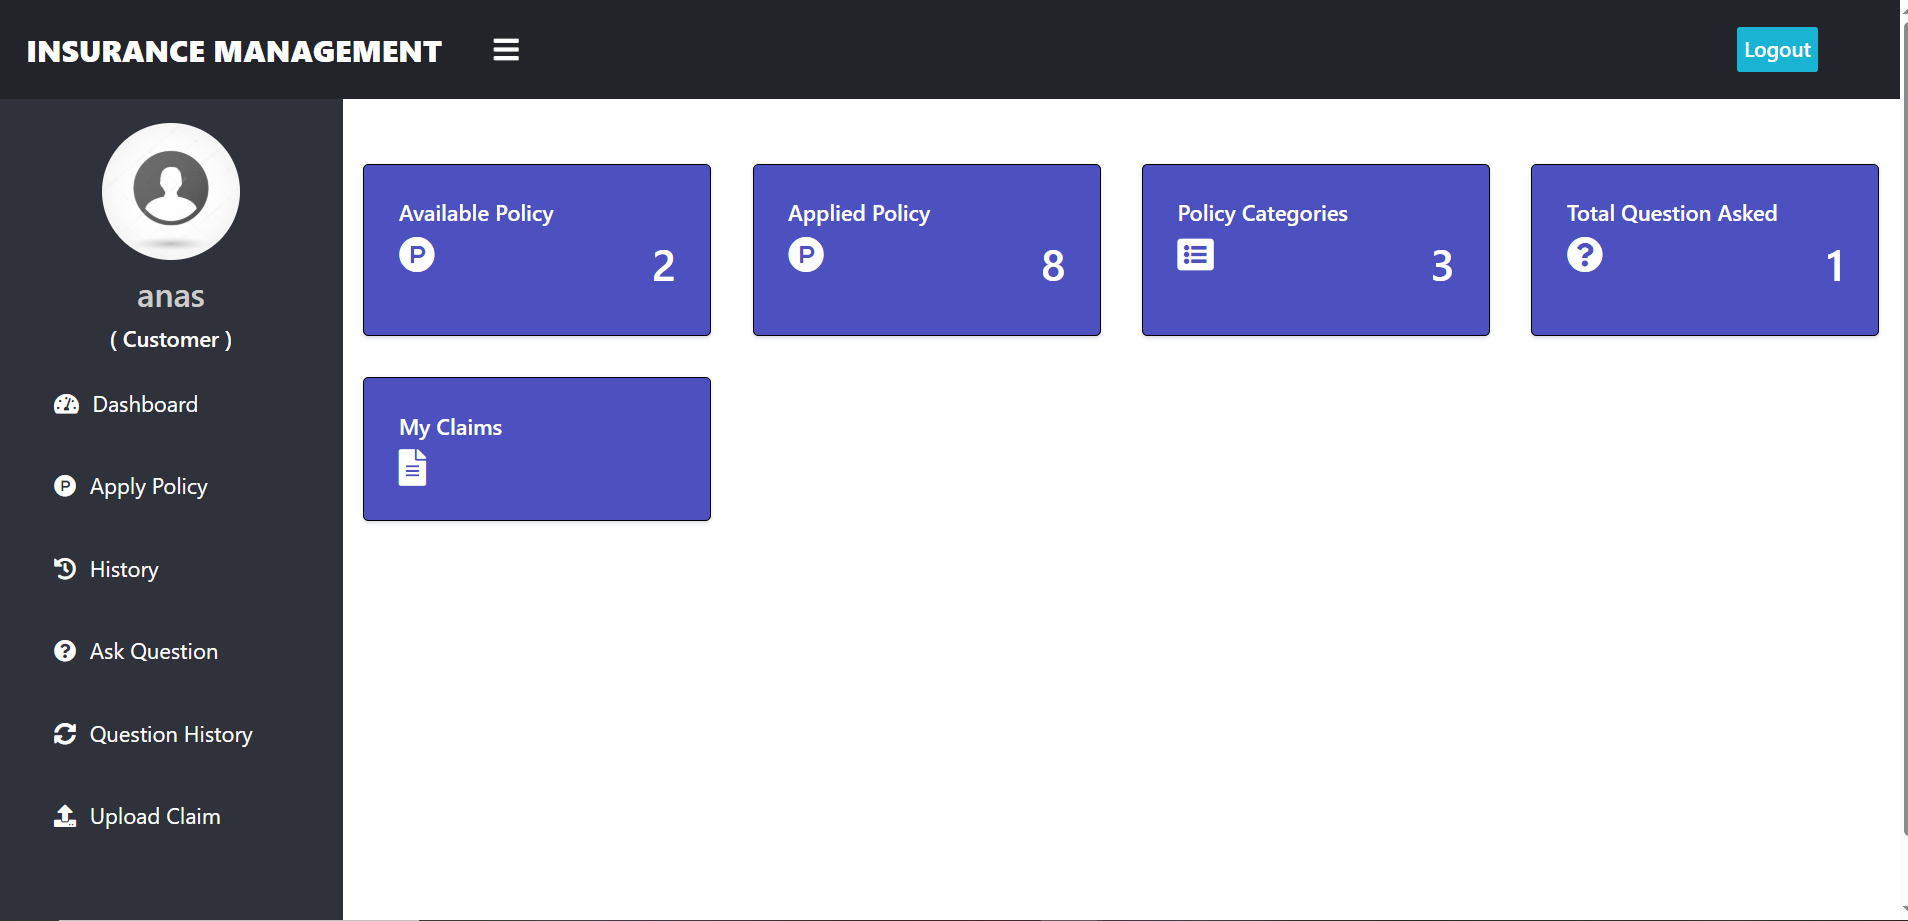 INSURANCE MANAGEMENT
Logout
anas
( Customer )
Dashboard
Apply Policy
History
Ask Question
Question History
Upload Claim
Available Policy
P
2
Applied Policy
P
8
Policy Categories
3
Total Question Asked
?
1
My Claims